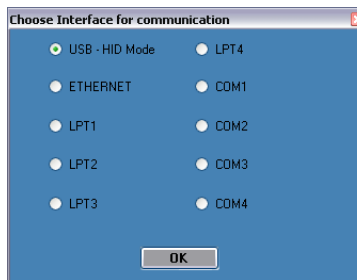 Choose Interface for communication
USB - HID Mode
ETHERNET
LPT1
LPT2
LPT3
LPT4
COM1
COM2
COM3
COM4
OK